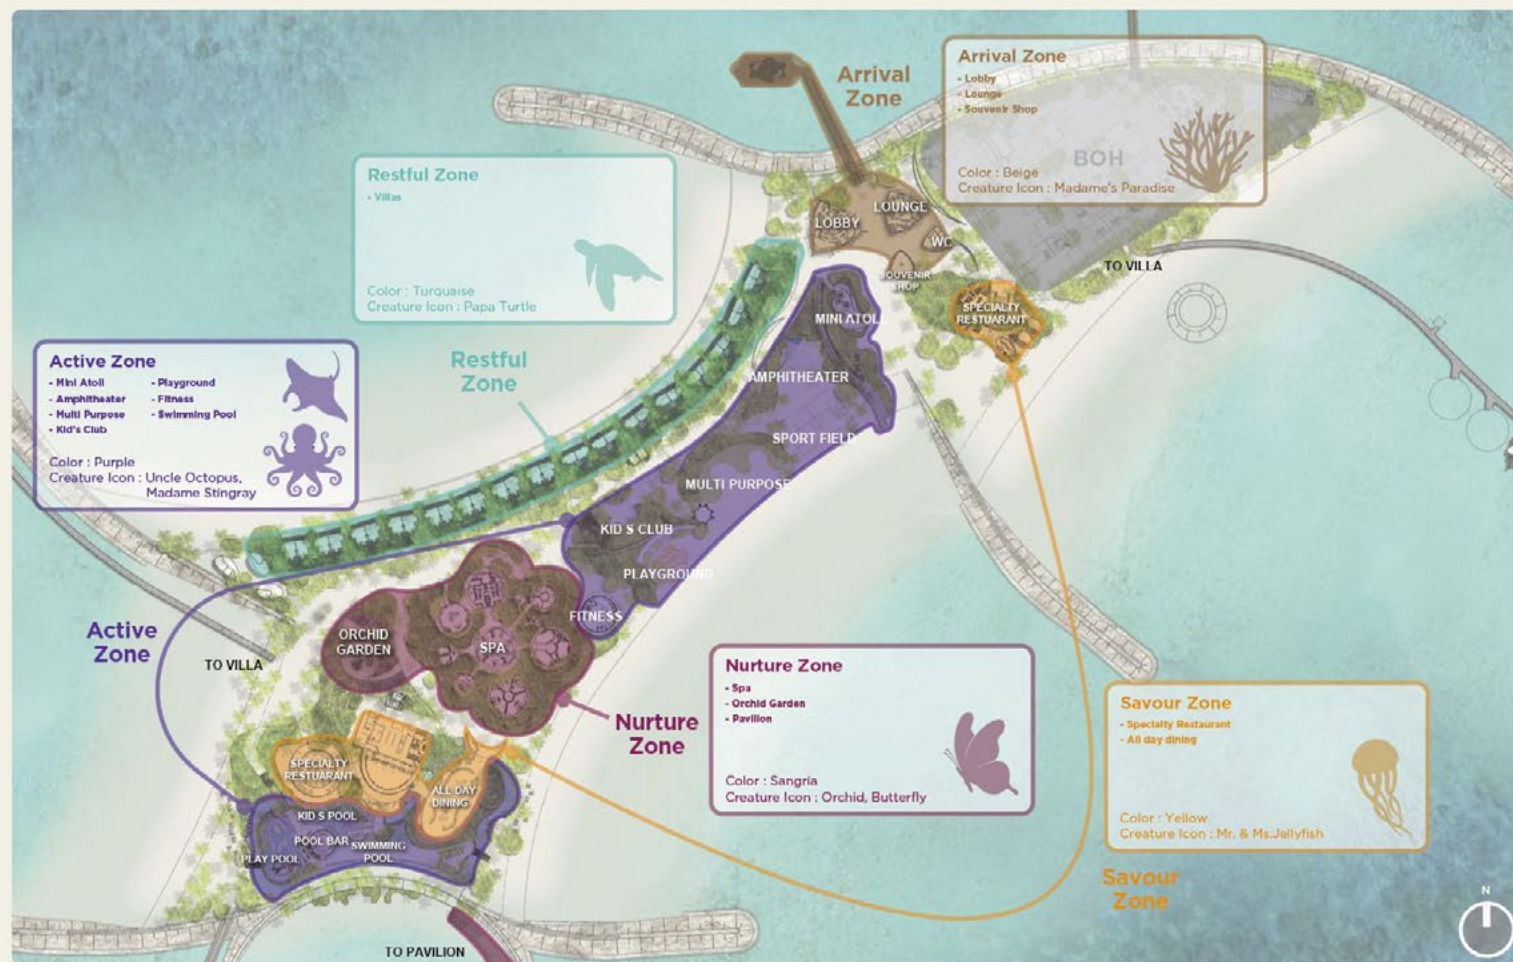 Arrival Zone
- Lobby
- Lounge
- Souvenir Shop
Color : Beige
Creature Icon : Madame's Paradise
BOH
Arrival
Zone
LOBBY
LOUNGE
WC
SOUVENIR
SHOP
TO VILLA
SPECIALTY
RESTUARANT
Restful Zone
- Villas
Color : Turquaise
Creature Icon : Papa Turtle
Restful
Zone
MINI ATOLL
AMPHITHEATER
SPORT FIELD
MULTI PURPOSE
KID S CLUB
PLAYGROUND
FITNESS
Active Zone
- Mini Atoll
- Amphitheater
- Multi Purpose
- Kid's Club
- Playground
- Fitness
- Swimming Pool
Color : Purple
Creature Icon : Uncle Octopus,
Madame Stingray
Active
Zone
TO VILLA
ORCHID
GARDEN
SPA
Nurture
Zone
Nurture Zone
- Spa
- Orchid Garden
- Pavilion
Color : Sangria
Creature Icon : Orchid, Butterfly
Savour Zone
- Specialty Restaurant
- All day dining
Color : Yellow
Creature Icon : Mr. & Ms.Jellyfish
Savour
Zone
SPECIALTY
RESTUARANT
ALL DAY
DINING
KID S POOL
POOL BAR
SWIMMING
POOL
PLAY POOL
TO PAVILION
N